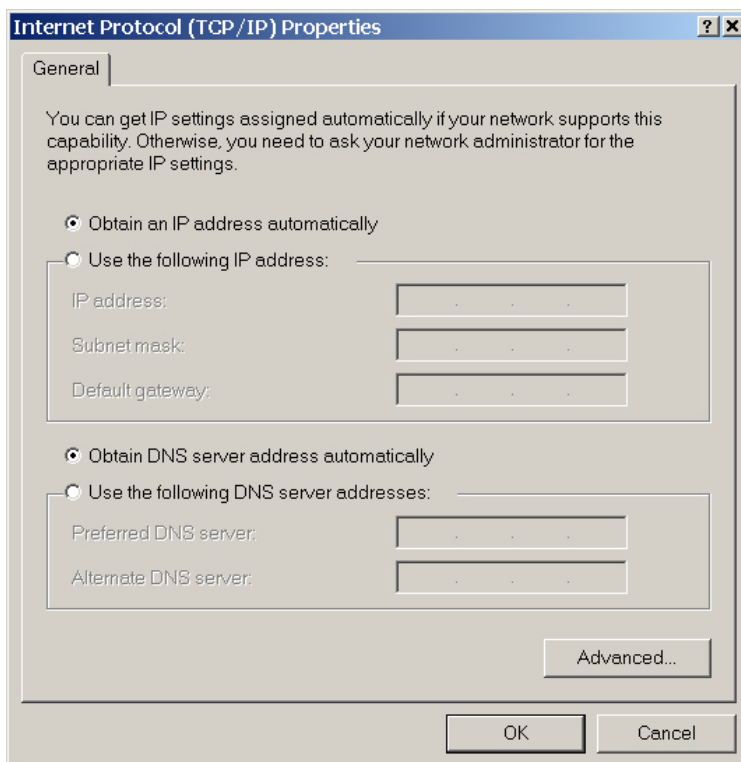 Internet Protocol (TCP/IP) Properties
General
You can get IP settings assigned automatically if your network supports this
capability. Otherwise, you need to ask your network administrator for the
appropriate IP settings.
Obtain an IP address automatically
Use the following IP address:
IP address:
Subnet mask:
Default gateway:
Obtain DNS server address automatically
Use the following DNS server addresses:
Preferred DNS server:
Alternate DNS server:
Advanced...
OK Cancel